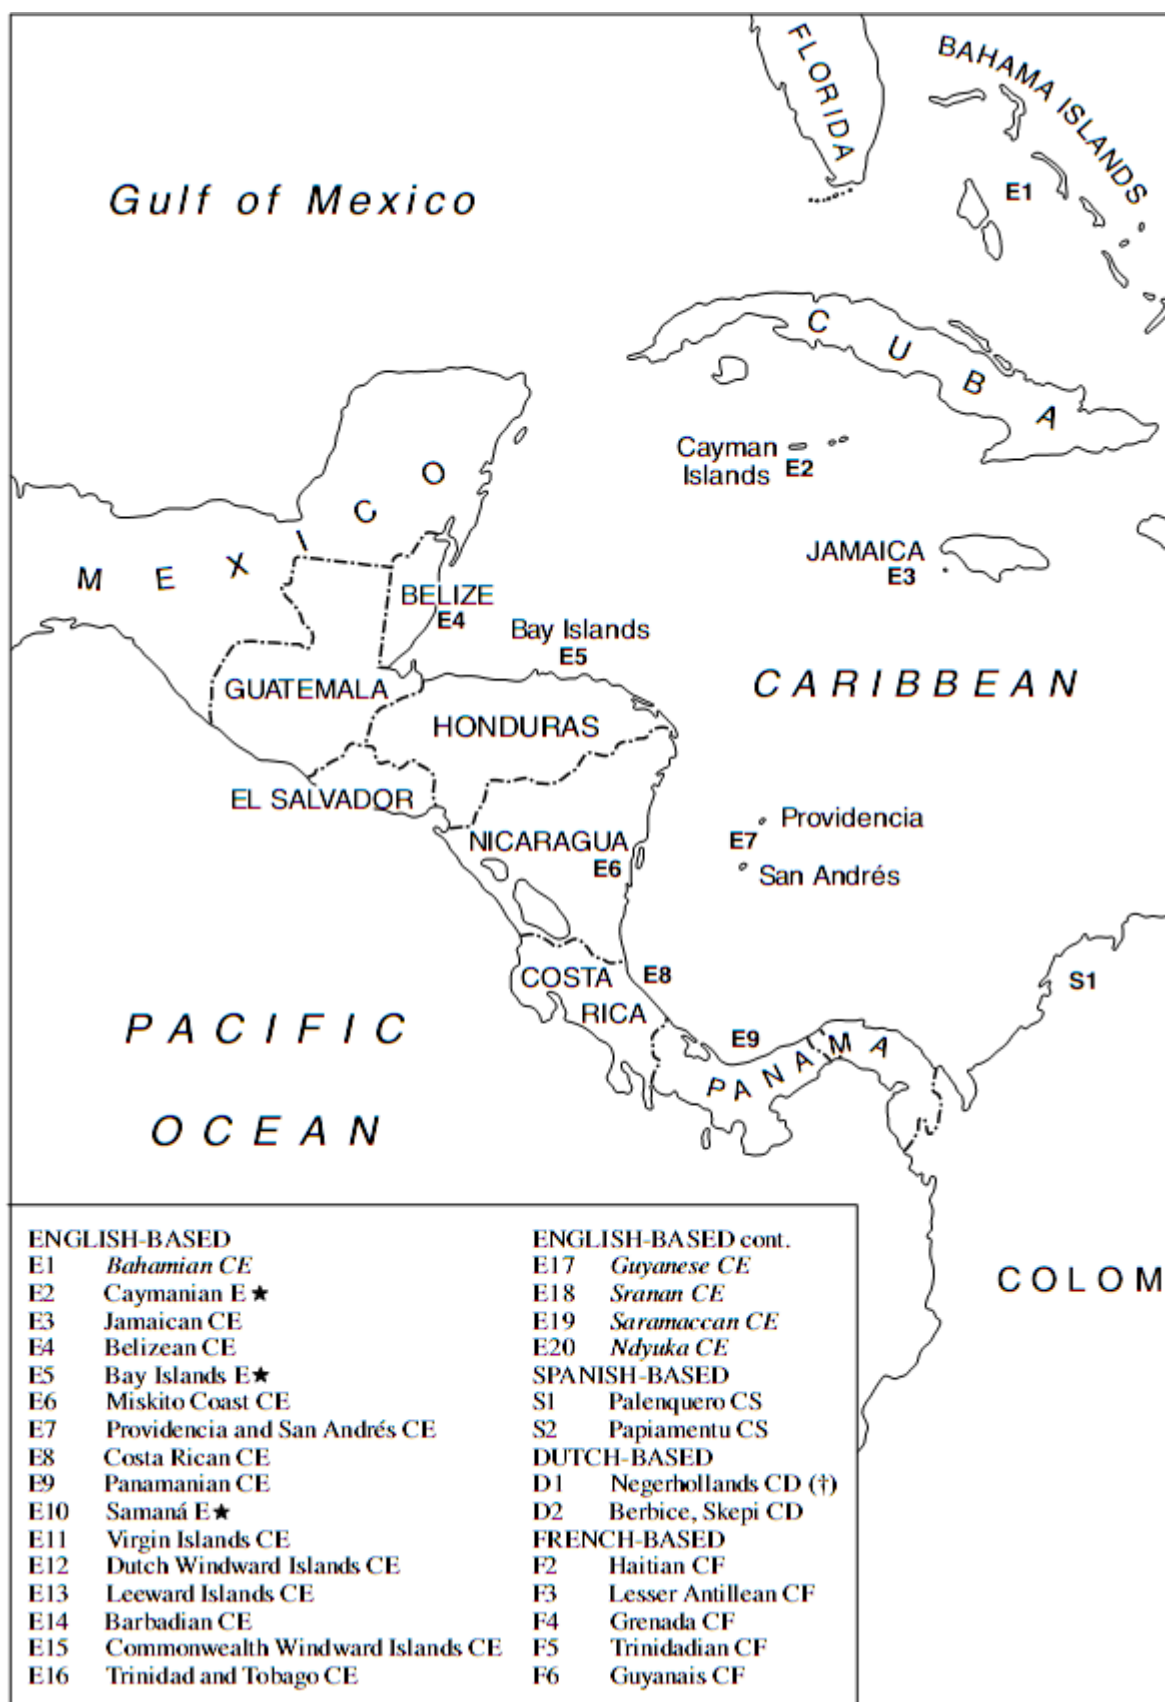 FLORIDA
BAHAMA ISLANDS
Gulf of Mexico
E1
CUBA
Cayman
Islands E2
MEXICO
JAMAICA
E3
BELIZE
E4
Bay Islands
E5
CARIBBEAN
GUATEMALA
HONDURAS
EL SALVADOR
NICARAGUA
E6
Providencia
E7
San Andrés
COSTA
RICA
E8
S1
PACIFIC
OCEAN
E9
PANAMA
COLOM
ENGLISH-BASED
E1 Bahamian CE
E2 Caymanian E★
E3 Jamaican CE
E4 Belizean CE
E5 Bay Islands E★
E6 Miskito Coast CE
E7 Providencia and San Andrés CE
E8 Costa Rican CE
E9 Panamanian CE
E10 Samaná E★
E11 Virgin Islands CE
E12 Dutch Windward Islands CE
E13 Leeward Islands CE
E14 Barbadian CE
E15 Commonwealth Windward Islands CE
E16 Trinidad and Tobago CE
ENGLISH-BASED cont.
E17 Guyanese CE
E18 Sranan CE
E19 Saramaccan CE
E20 Ndyuka CE
SPANISH-BASED
S1 Palenquero CS
S2 Papiamentu CS
DUTCH-BASED
D1 Negerhollands CD (†)
D2 Berbice, Skepi CD
FRENCH-BASED
F2 Haitian CF
F3 Lesser Antillean CF
F4 Grenada CF
F5 Trinidadian CF
F6 Guyanais CF